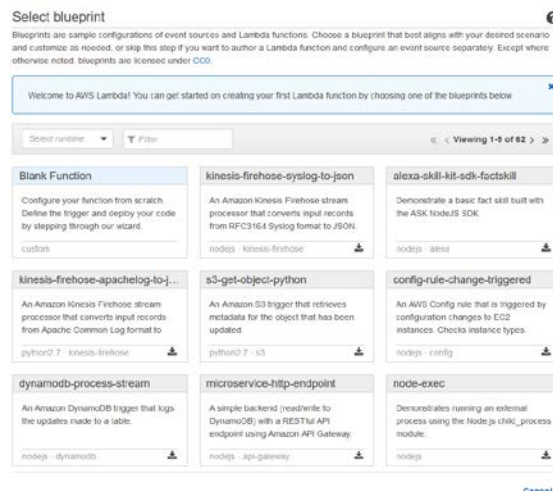 Select blueprint
Blueprints are sample configurations of event sources and Lambda functions. Choose a blueprint that best aligns with your desired scenario
and customize as needed, or skip this step if you want to author a Lambda function and configure an event source separately. Except where
otherwise noted, blueprints are licensed under CC0.
Welcome to AWS Lambda! You can get started on creating your first Lambda function by choosing one of the blueprints below.
Select runtime
Filter
Viewing 1-9 of 62
Blank Function
Configure your function from scratch.
Define the trigger and deploy your code
by stepping through our wizard.
custom
kinesis-firehose-syslog-to-json
An Amazon Kinesis Firehose stream
processor that converts input records
from RFC3164 Syslog format to JSON.
nodejs · kinesis-firehose
alexa-skill-kit-sdk-factskill
Demonstrate a basic fact skill built with
the ASK NodeJS SDK
nodejs · alexa
kinesis-firehose-apachelog-to-j...
An Amazon Kinesis Firehose stream
processor that converts input records
from Apache Common Log format to
python2.7 · kinesis-firehose
s3-get-object-python
An Amazon S3 trigger that retrieves
metadata for the object that has been
updated.
python2.7 · s3
config-rule-change-triggered
An AWS Config rule that is triggered by
configuration changes to EC2
instances. Checks instance types.
nodejs · config
dynamodb-process-stream
An Amazon DynamoDB trigger that logs
the updates made to a table.
nodejs · dynamodb
microservice-http-endpoint
A simple backend (read/write to
DynamoDB) with a RESTful API
endpoint using Amazon API Gateway.
nodejs · api-gateway
node-exec
Demonstrates running an external
process using the Node.js child_process
module.
nodejs
Cancel